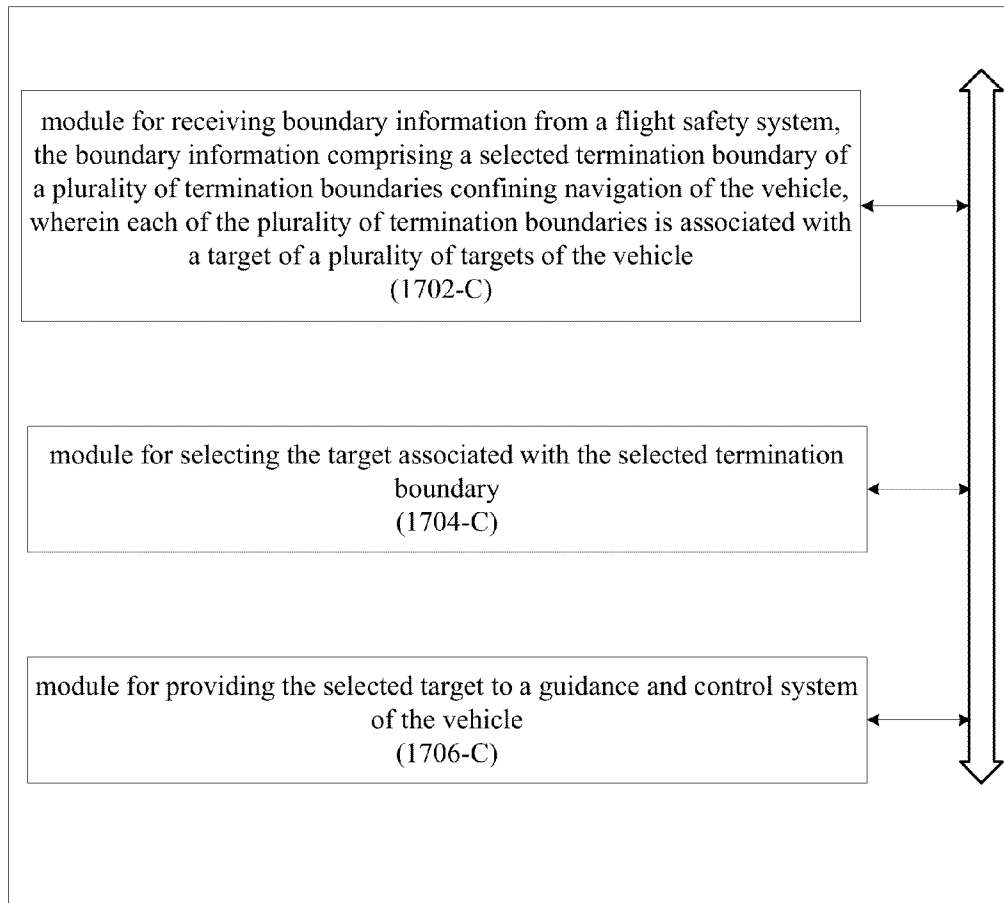 module for receiving boundary information from a flight safety system,
the boundary information comprising a selected termination boundary of
a plurality of termination boundaries confining navigation of the vehicle,
wherein each of the plurality of termination boundaries is associated with
a target of a plurality of targets of the vehicle
(1702-C)
module for selecting the target associated with the selected termination
boundary
(1704-C)
module for providing the selected target to a guidance and control system
of the vehicle
(1706-C)